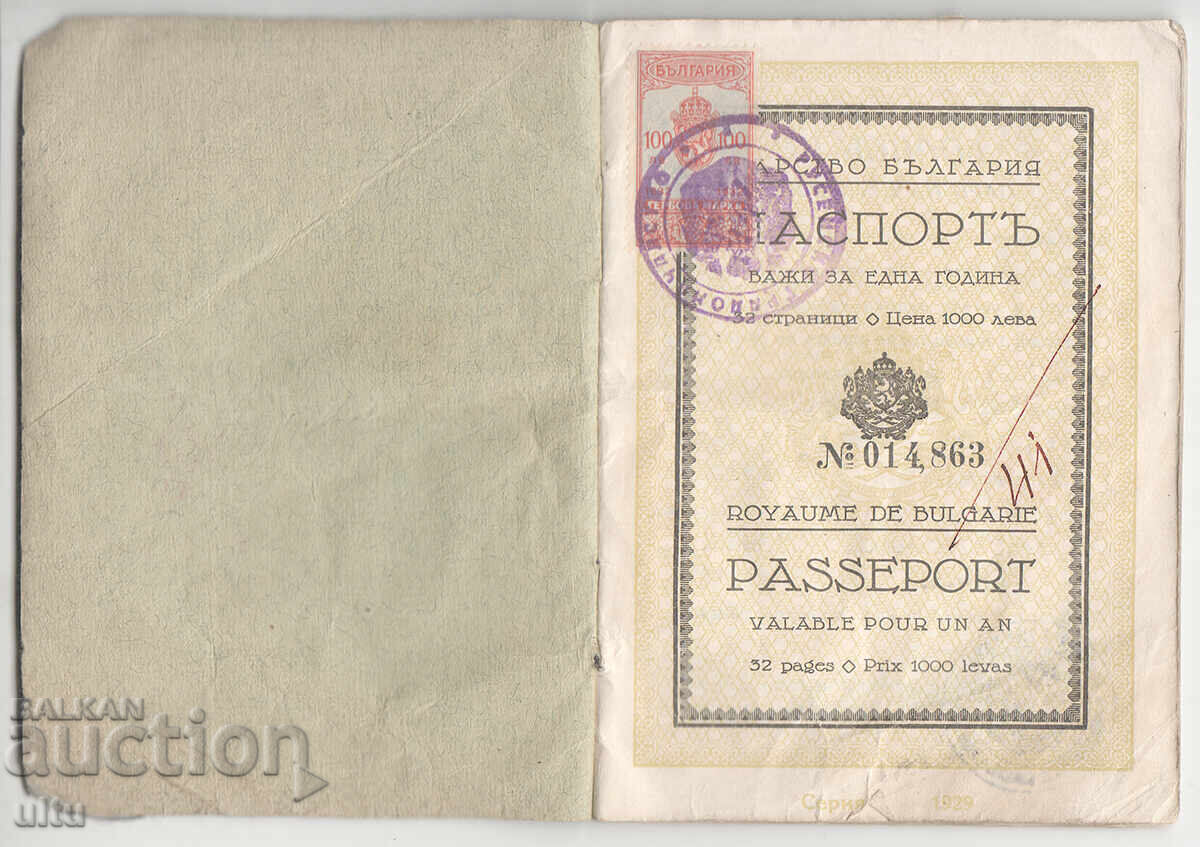 БЪЛГАРИЯ
100 100
ЦАРСТВО БЪЛГАРИЯ
ПАСПОРТЪ
ВАЖИ ЗА ЕДНА ГОДИНА
32 страници ◇ Цена 1000 лева
№ 014,863
41
ROYAUME DE BULGARIE
PASSEPORT
VALABLE POUR UN AN
32 pages ◇ Prix 1000 levas
Серия 1929
BALKAN
auction
ultu